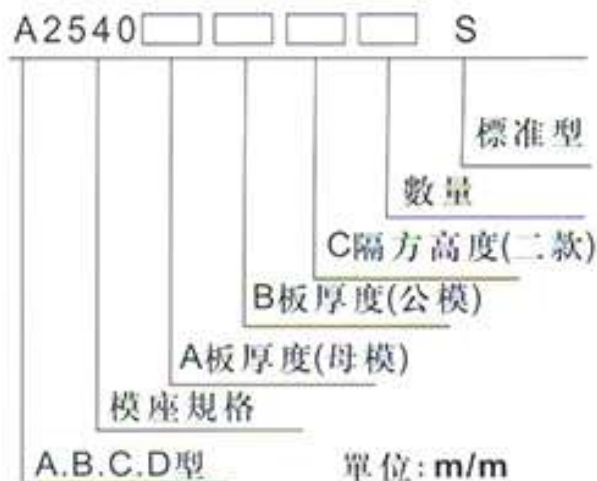 A2540□ □ □ □ S
標准型
數量
C隔方高度(二款)
B板厚度(公模)
A板厚度(母模)
模座規格
A.B.C.D型 單位:m/m